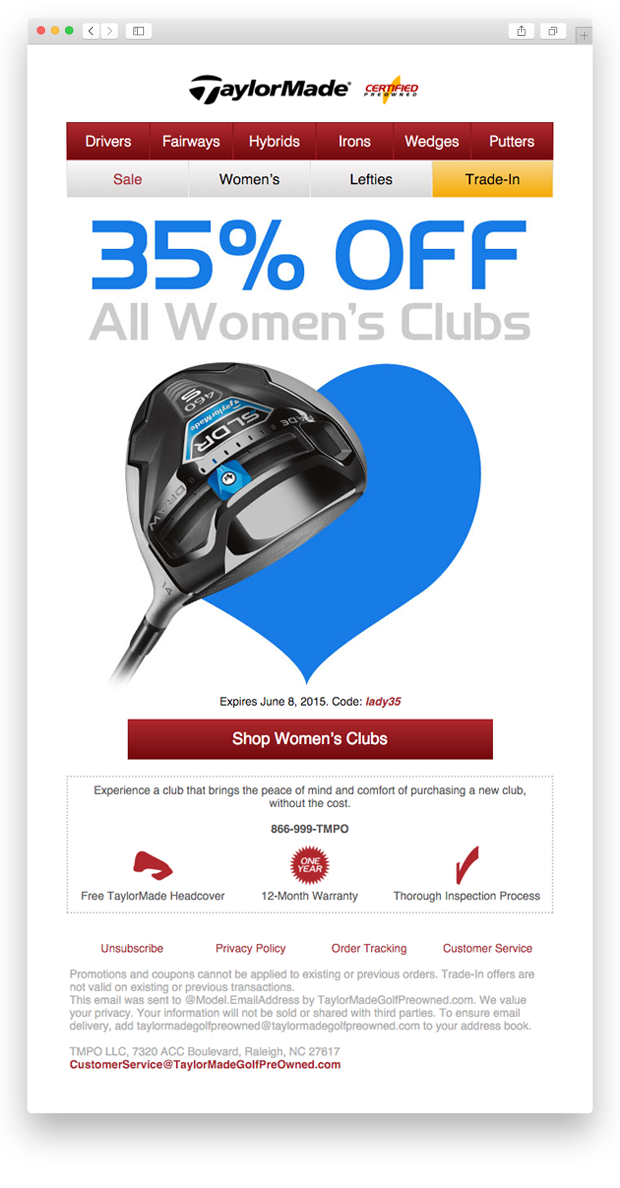 TaylorMade CERTIFIED PREOWNED
Drivers Fairways Hybrids Irons Wedges Putters
Sale Women's Lefties Trade-In
35% OFF
All Women's Clubs
460
S
TaylorMade
SLDR
FADE
DRAW
14
Expires June 8, 2015. Code: lady35
Shop Women's Clubs
Experience a club that brings the peace of mind and comfort of purchasing a new club,
without the cost.
866-999-TMPO
ONE
YEAR
Free TaylorMade Headcover 12-Month Warranty Thorough Inspection Process
Unsubscribe Privacy Policy Order Tracking Customer Service
Promotions and coupons cannot be applied to existing or previous orders. Trade-In offers are
not valid on existing or previous transactions.
This email was sent to @Model.EmailAddress by TaylorMadeGolfPreowned.com. We value
your privacy. Your information will not be sold or shared with third parties. To ensure email
delivery, add taylormadegolfpreowned@taylormadegolfpreowned.com to your address book.
TMPO LLC, 7320 ACC Boulevard, Raleigh, NC 27617
CustomerService@TaylorMadeGolfPreOwned.com